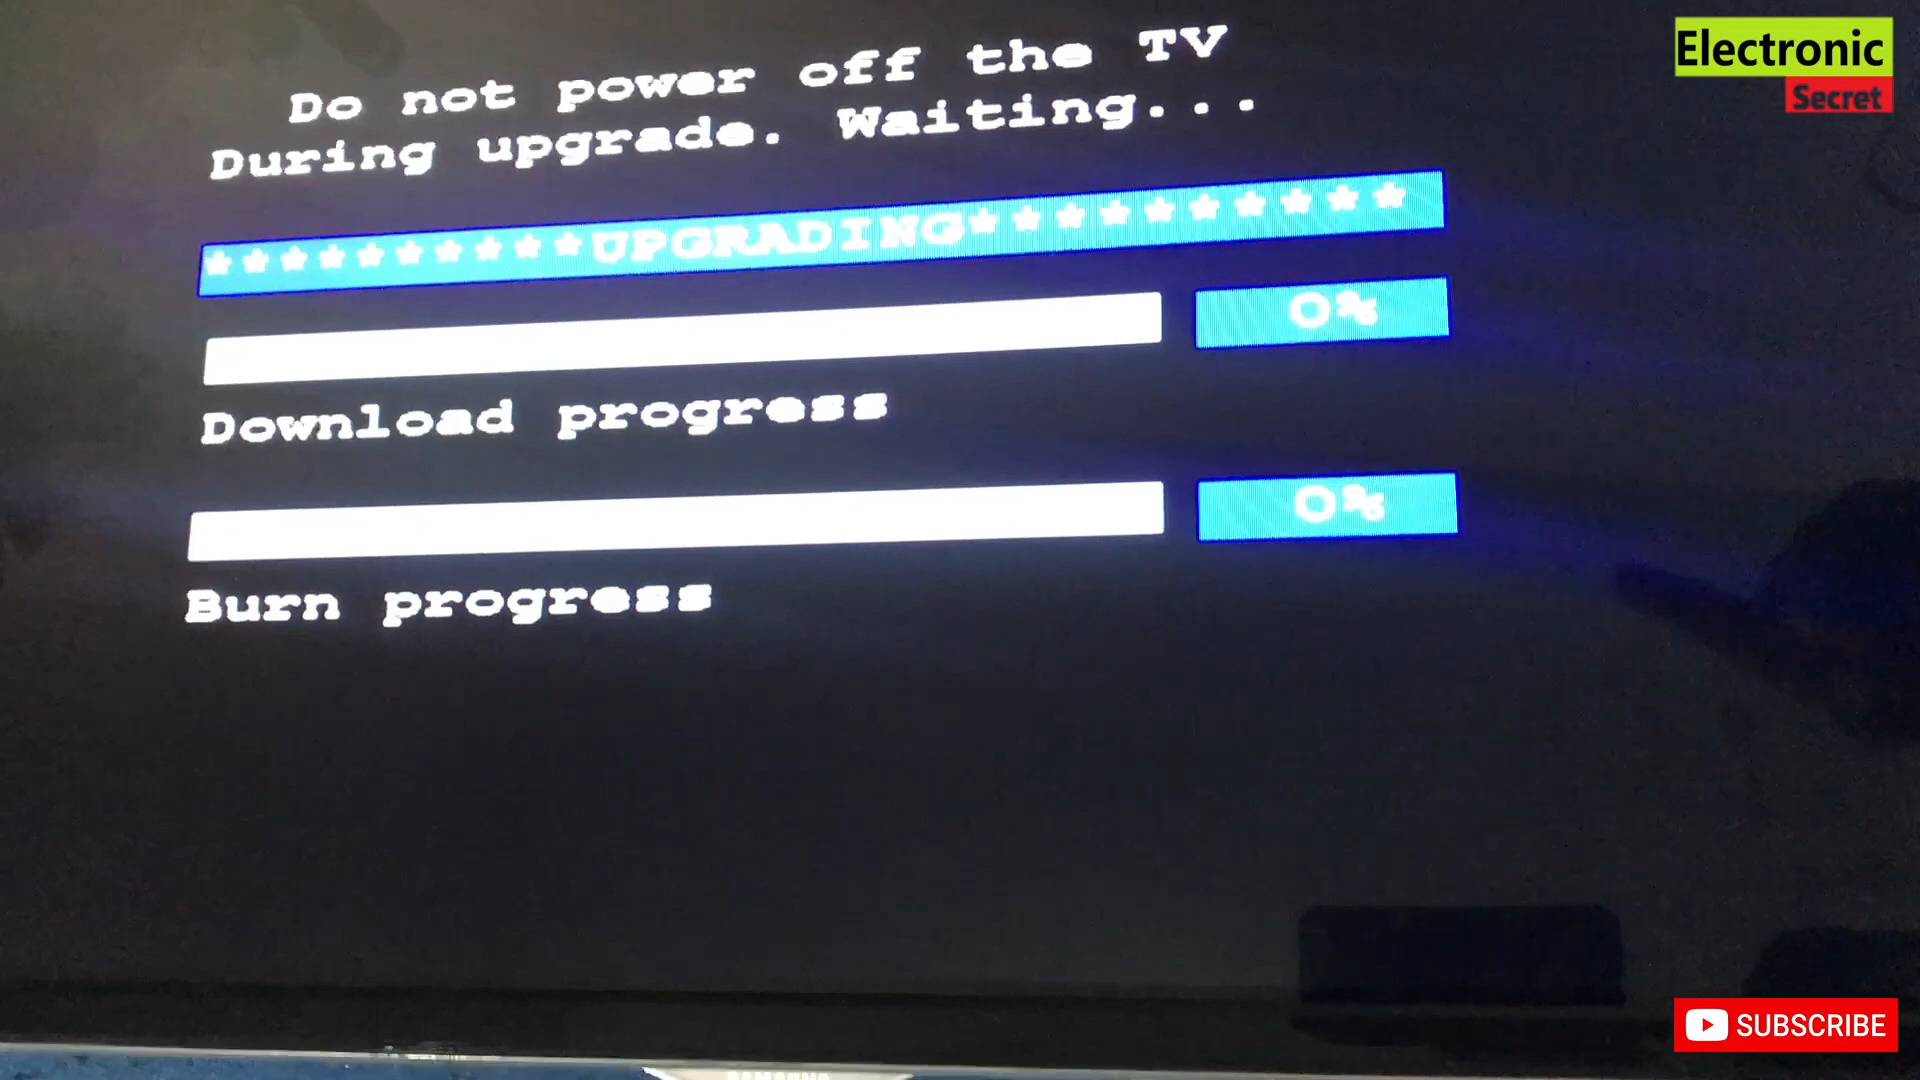 Electronic
Secret
Do not power off the TV
During upgrade. Waiting...
**********UPGRADING**********
0%
Download progress
0%
Burn progress
SUBSCRIBE